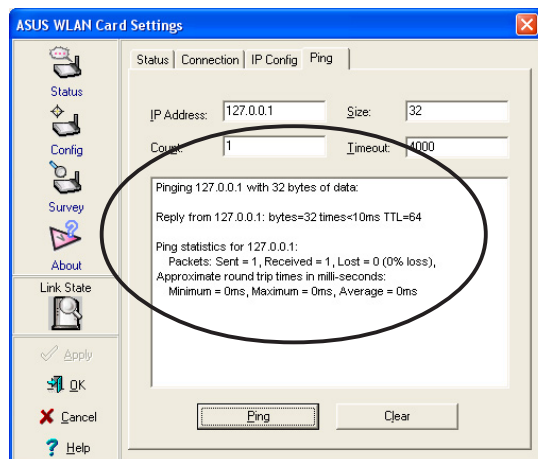 ASUS WLAN Card Settings
Status
Config
Survey
About
Link State
Apply
OK
Cancel
Help
Status Connection IP Config Ping
IP Address: 127.0.0.1 Size: 32
Count: 1 Timeout: 4000
Pinging 127.0.0.1 with 32 bytes of data:
Reply from 127.0.0.1: bytes=32 times<10ms TTL=64
Ping statistics for 127.0.0.1:
Packets: Sent = 1, Received = 1, Lost = 0 (0% loss),
Approximate round trip times in milli-seconds:
Minimum = 0ms, Maximum = 0ms, Average = 0ms
Ping Clear